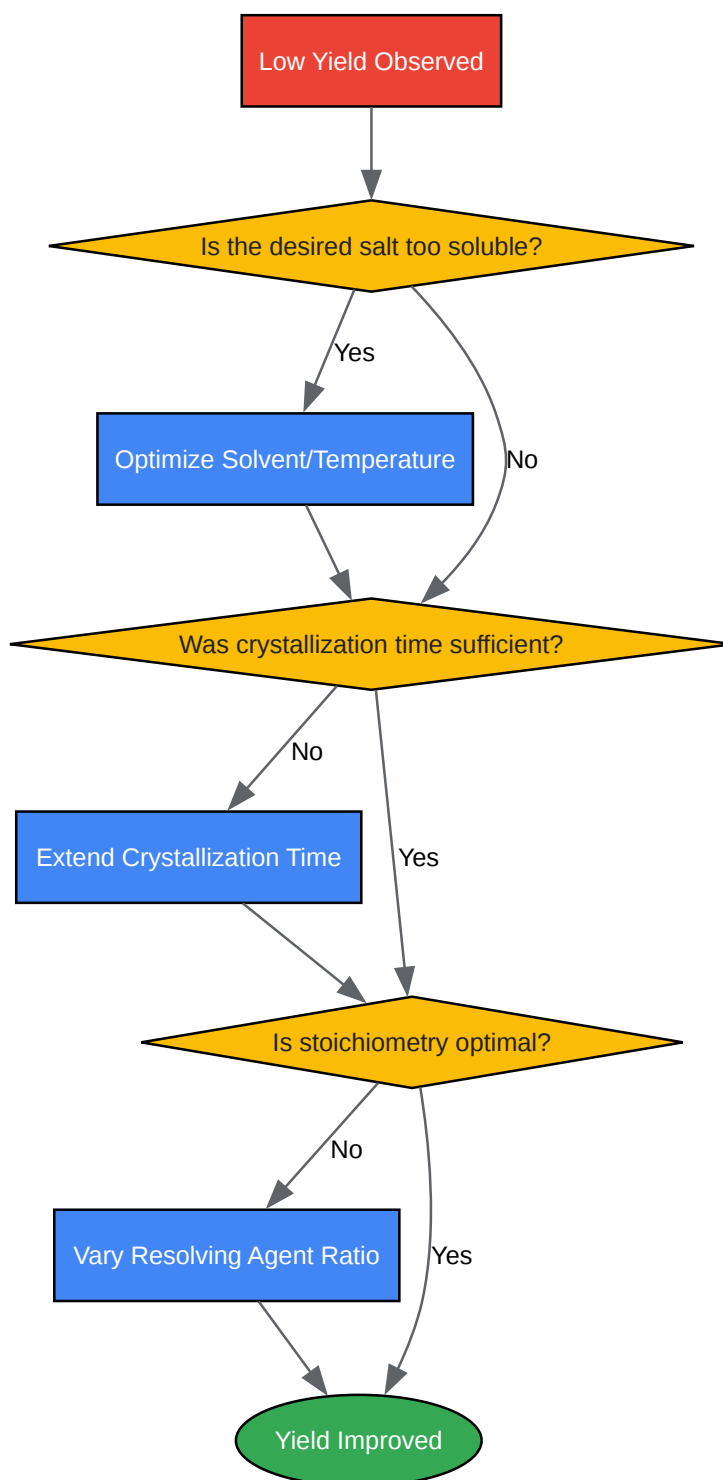 Low Yield Observed
Is the desired salt too soluble?
Yes
Optimize Solvent/Temperature
No
Was crystallization time sufficient?
No
Extend Crystallization Time
Yes
Is stoichiometry optimal?
No
Vary Resolving Agent Ratio
Yes
Yield Improved